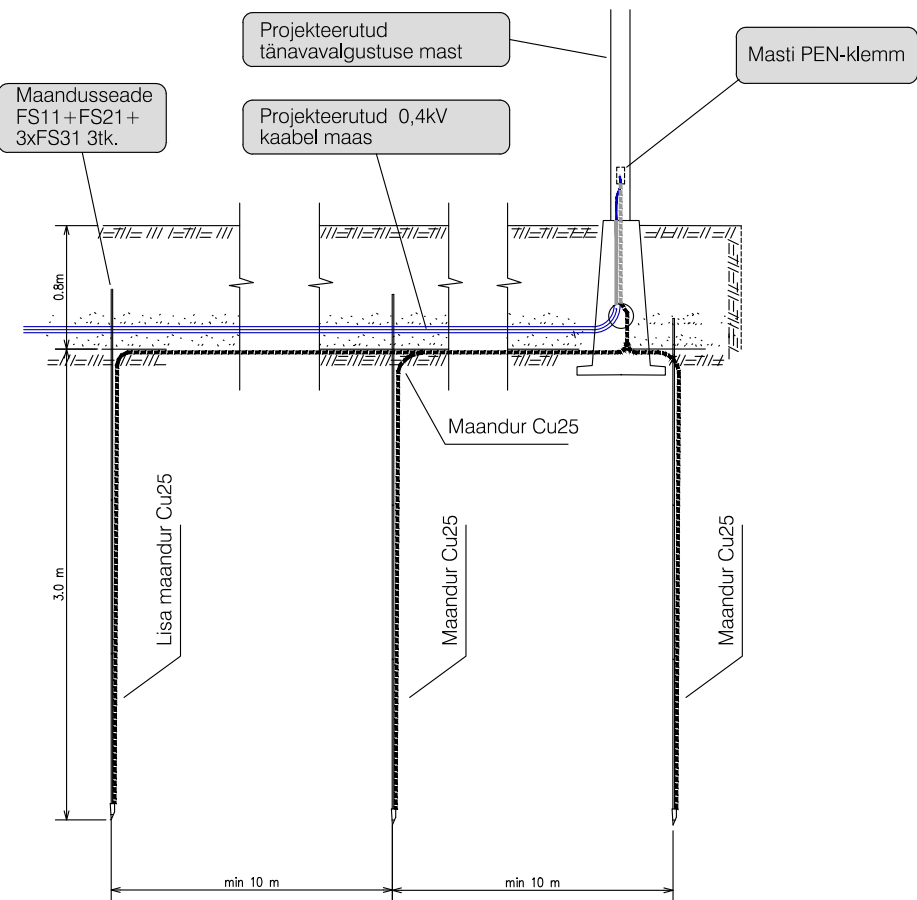 Projekteerutud
tänavavalgustuse mast
Masti PEN-klemm
Maandusseade
FS11+FS21+
3xFS31 3tk.
Projekteerutud 0,4kV
kaabel maas
0.8m
Maandur Cu25
3.0 m
Lisa maandur Cu25
Maandur Cu25
Maandur Cu25
min 10 m
min 10 m